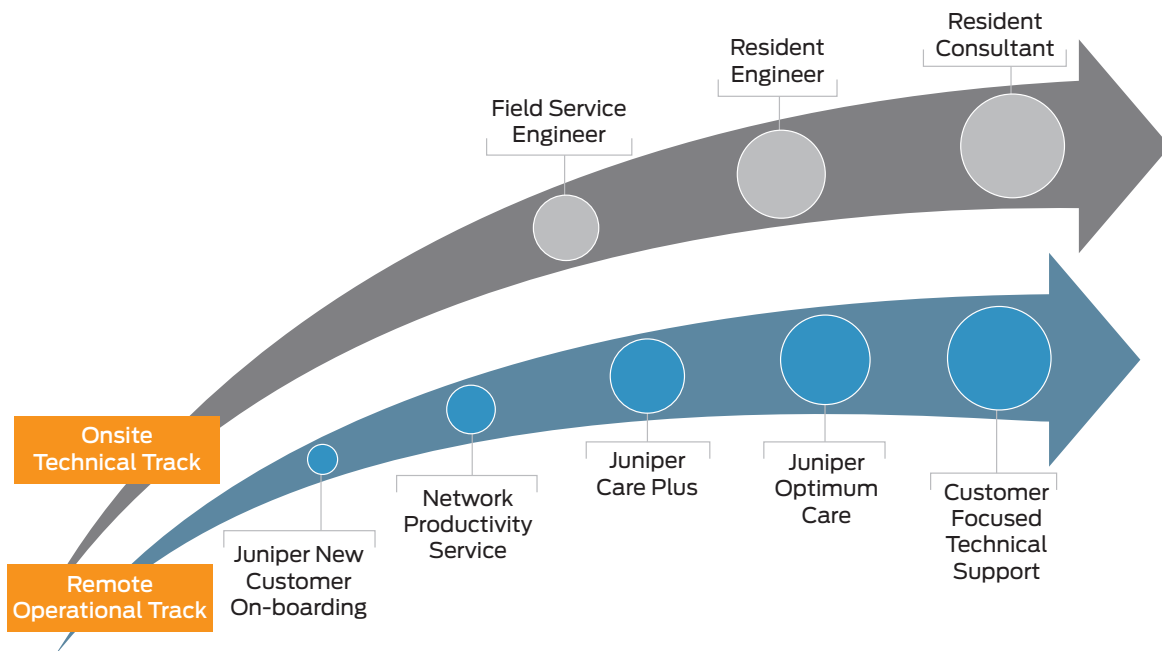 Resident
Consultant
Resident
Engineer
Field Service
Engineer
Onsite
Technical Track
Juniper
Care Plus
Juniper
Optimum
Care
Customer
Focused
Technical
Support
Network
Productivity
Service
Juniper New
Customer
On-boarding
Remote
Operational Track